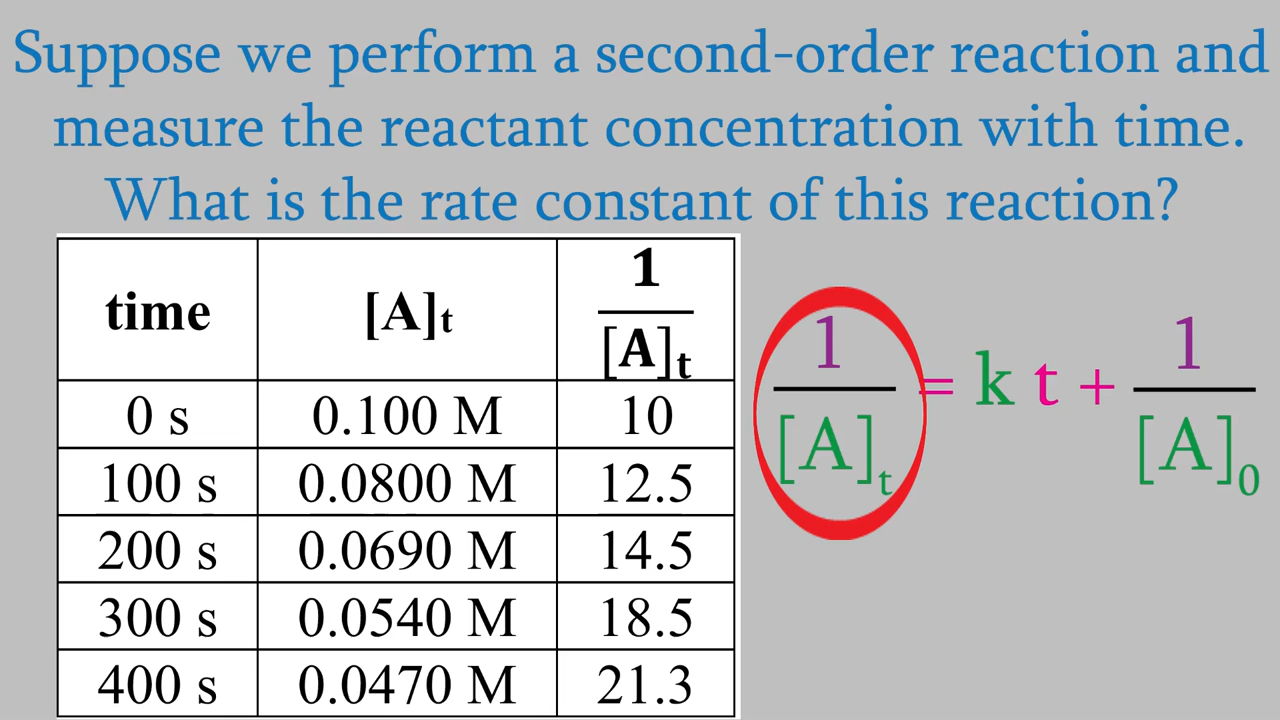 Suppose we perform a second-order reaction and
measure the reactant concentration with time.
What is the rate constant of this reaction?
time [A]t 1/[A]t
0 s 0.100 M 10
100 s 0.0800 M 12.5
200 s 0.0690 M 14.5
300 s 0.0540 M 18.5
400 s 0.0470 M 21.3
1/[A]t = k t + 1/[A]0